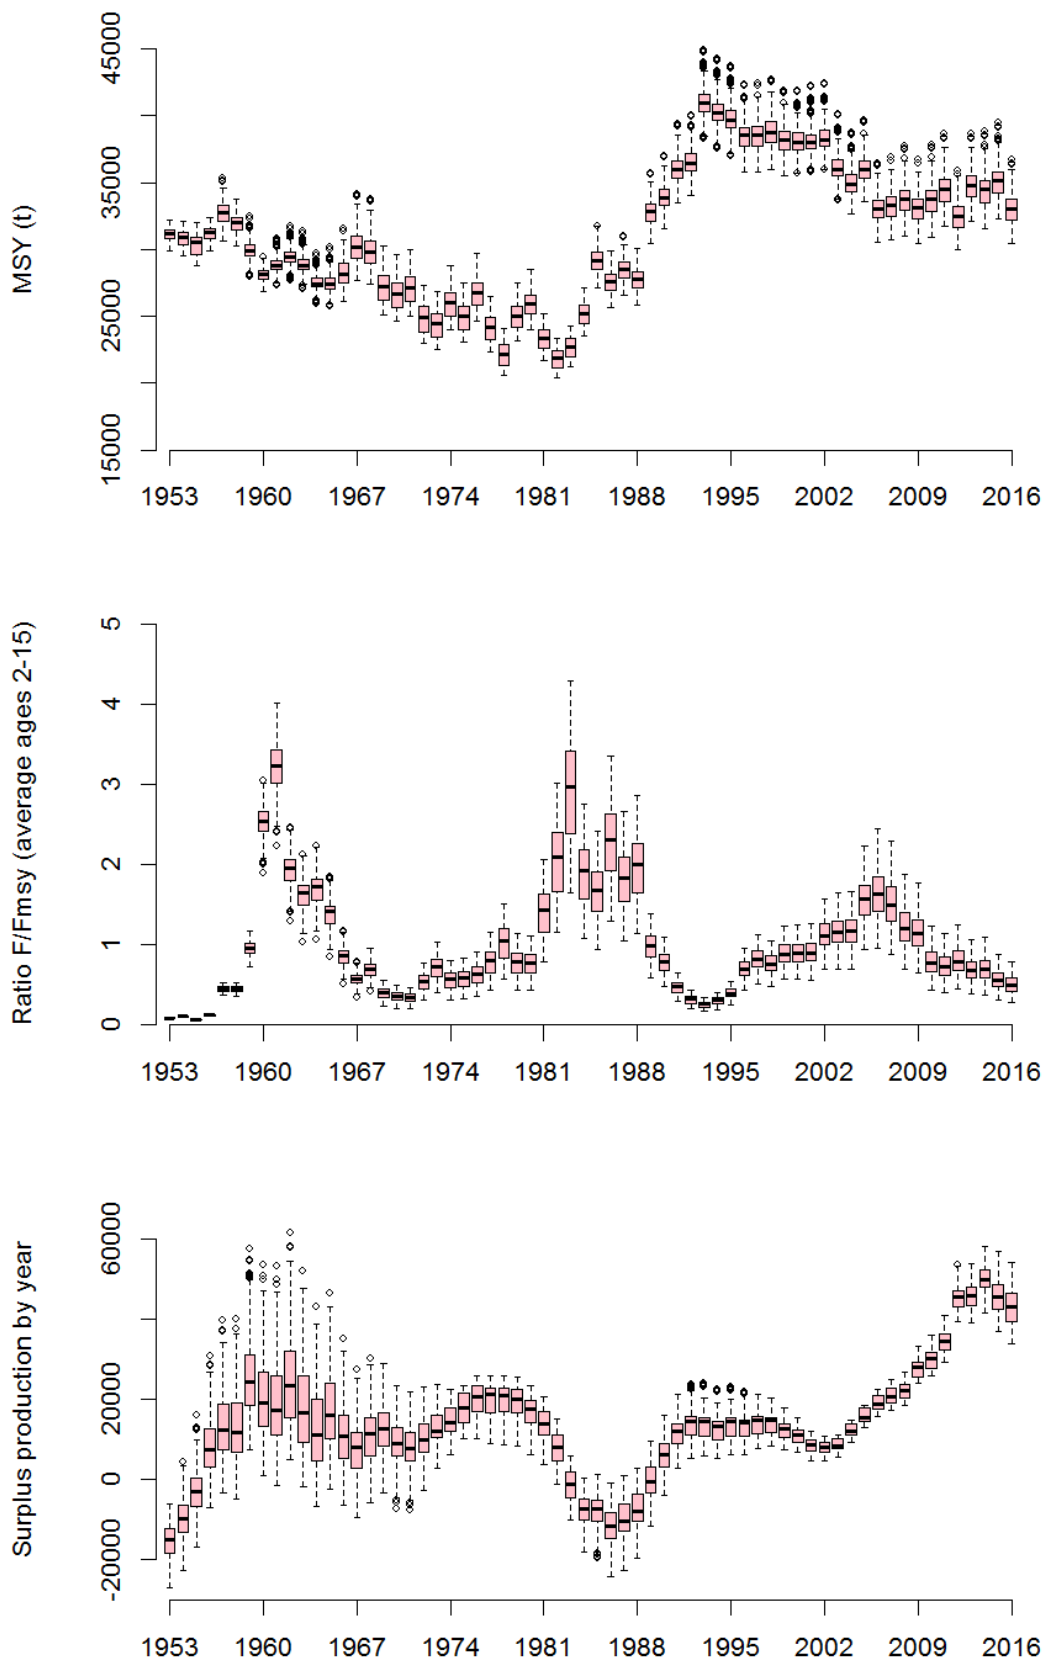 MSY (t)
45000
35000
25000
15000
1953 1960 1967 1974 1981 1988 1995 2002 2009 2016
Ratio F/Fmsy (average ages 2-15)
5
4
3
2
1
0
1953 1960 1967 1974 1981 1988 1995 2002 2009 2016
Surplus production by year
60000
20000
0
-20000
1953 1960 1967 1974 1981 1988 1995 2002 2009 2016